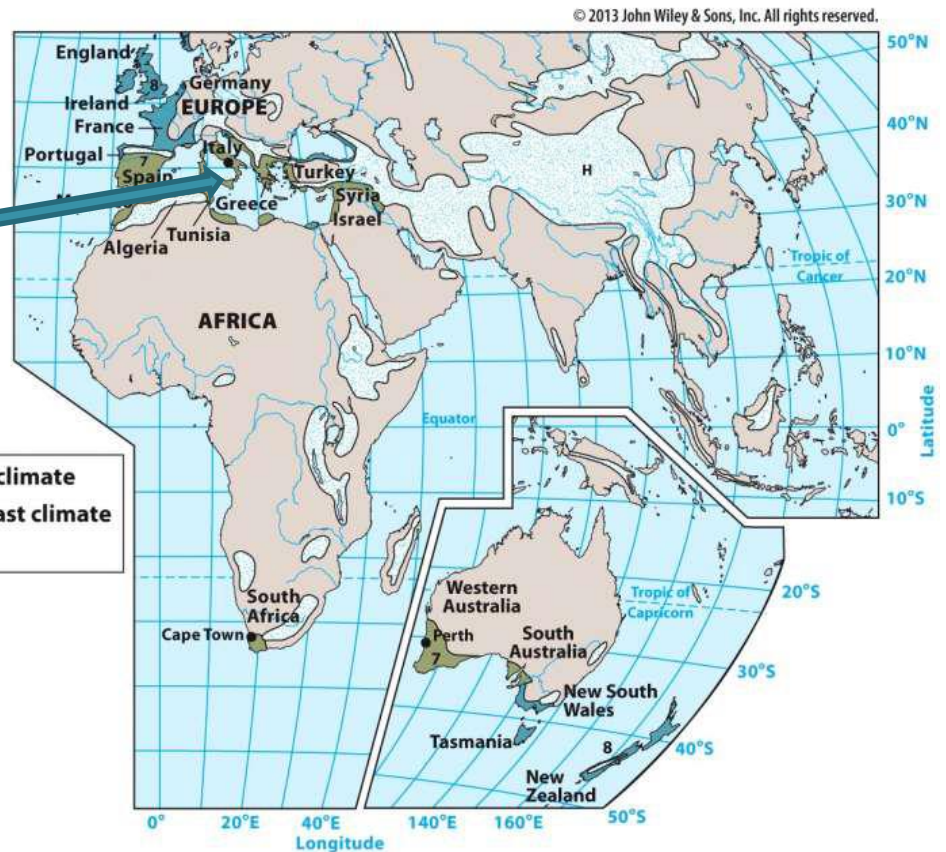 © 2013 John Wiley & Sons, Inc. All rights reserved.
England
8
Germany
Ireland
EUROPE
France
Italy
Portugal
7
Spain
Turkey
Greece
Syria
Israel
Algeria
Tunisia
H
50°N
40°N
30°N
Tropic of
Cancer
20°N
AFRICA
10°N
Equator
0°
Latitude
10°S
climate
ast climate
South
Africa
Cape Town
Western
Australia
Tropic of
Capricorn
20°S
Perth
7
South
Australia
30°S
New South
Wales
Tasmania
40°S
8
New
Zealand
50°S
0°
20°E
40°E
140°E
160°E
Longitude